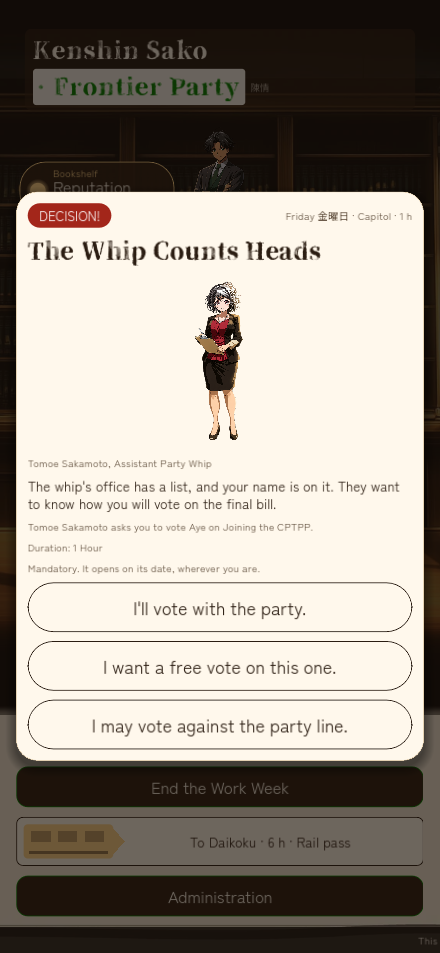 Kenshin Sako
· Frontier Party 陳情
Bookshelf
Reputation
DECISION!
Friday 金曜日 · Capitol · 1 h
The Whip Counts Heads
Tomoe Sakamoto, Assistant Party Whip
The whip's office has a list, and your name is on it. They want
to know how you will vote on the final bill.
Tomoe Sakamoto asks you to vote Aye on Joining the CPTPP.
Duration: 1 Hour
Mandatory. It opens on its date, wherever you are.
I'll vote with the party.
I want a free vote on this one.
I may vote against the party line.
End the Work Week
To Daikoku · 6 h · Rail pass
Administration
This